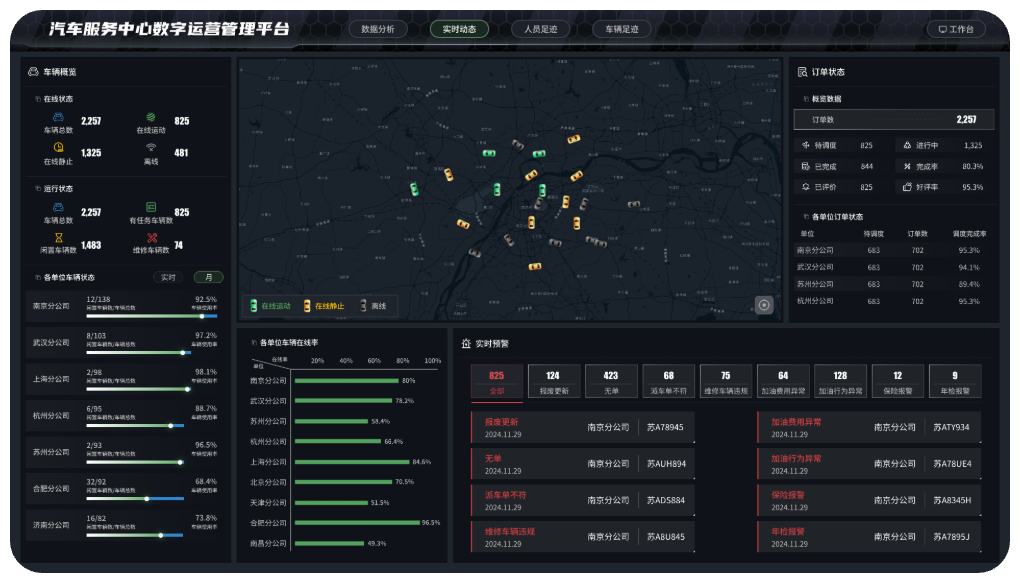 汽车服务中心数字运营管理平台
数据分析
实时动态
人员足迹
车辆足迹
工作台
车辆概览
在线状态
车辆总数 2,257
在线运动 825
在线静止 1,325
离线 481
运行状态
车辆总数 2,257
有任务车辆数 825
闲置车辆数 1,483
维修车辆数 74
各单位车辆状态 实时 月
南京分公司 12/138 闲置车辆数/车辆总数 92.5% 车辆使用率
武汉分公司 8/103 闲置车辆数/车辆总数 97.2% 车辆使用率
上海分公司 2/98 闲置车辆数/车辆总数 98.1% 车辆使用率
杭州分公司 6/95 闲置车辆数/车辆总数 88.7% 车辆使用率
苏州分公司 2/93 闲置车辆数/车辆总数 96.5% 车辆使用率
合肥分公司 32/92 闲置车辆数/车辆总数 68.4% 车辆使用率
济南分公司 16/82 闲置车辆数/车辆总数 73.8% 车辆使用率
在线运动 在线静止 离线
订单状态
概览数据
订单数 2,257
待调度 825 进行中 1,325
已完成 844 完成率 80.3%
已评价 825 好评率 95.3%
各单位订单状态
单位 待调度 订单数 调度完成率
南京分公司 683 702 95.3%
武汉分公司 683 702 94.1%
苏州分公司 683 702 89.4%
杭州分公司 683 702 95.3%
各单位车辆在线率
在线率 单位 20% 40% 60% 80% 100%
南京分公司 80%
武汉分公司 78.2%
苏州分公司 58.4%
杭州分公司 66.4%
上海分公司 84.6%
北京分公司 76.5%
天津分公司 51.5%
合肥分公司 96.5%
南昌分公司 49.3%
实时预警
825 124 423 68 75 64 128 12 9
全部 报废更新 无单 派车单不符 维修车辆违规 加油费用异常 加油行为异常 保险报警 年检报警
报废更新 2024.11.29 南京分公司 苏A78945
加油费用异常 2024.11.29 南京分公司 苏ATY934
无单 2024.11.29 南京分公司 苏AUH894
加油行为异常 2024.11.29 南京分公司 苏A78UE4
派车单不符 2024.11.29 南京分公司 苏ADS884
保险报警 2024.11.29 南京分公司 苏A8345H
维修车辆违规 2024.11.29 南京分公司 苏A8U845
年检报警 2024.11.29 南京分公司 苏A7895J